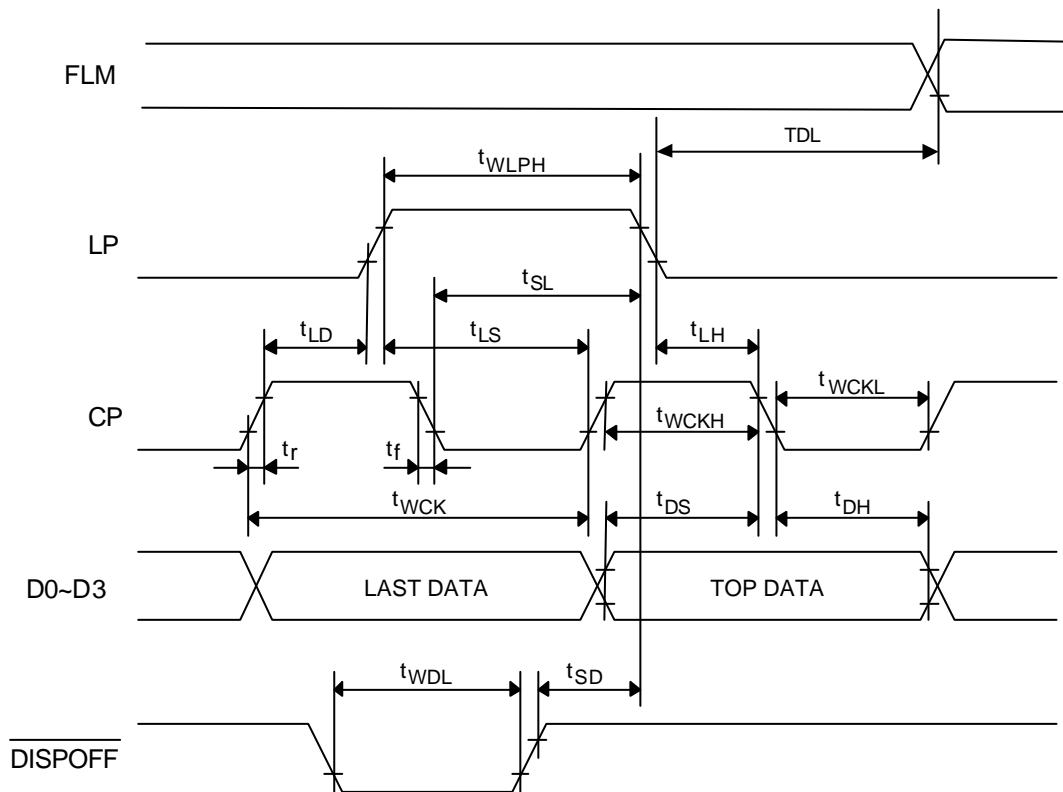 FLM
TDL
tWLPH
LP
tSL
tLD
tLS
tLH
CP
tWCKL
tWCKH
tr
tf
tWCK
tDS
tDH
D0~D3
LAST DATA
TOP DATA
tWDL
tSD
DISPOFF